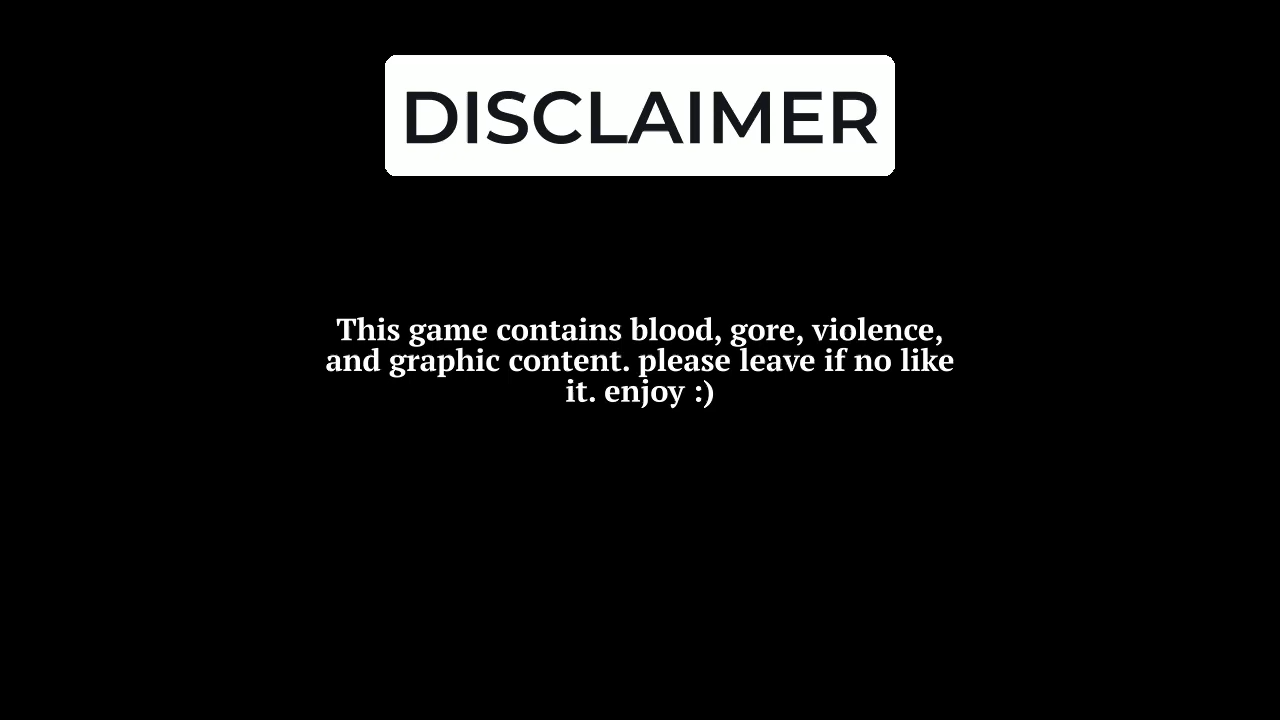 DISCLAIMER
This game contains blood, gore, violence,
and graphic content. please leave if no like
it. enjoy :)